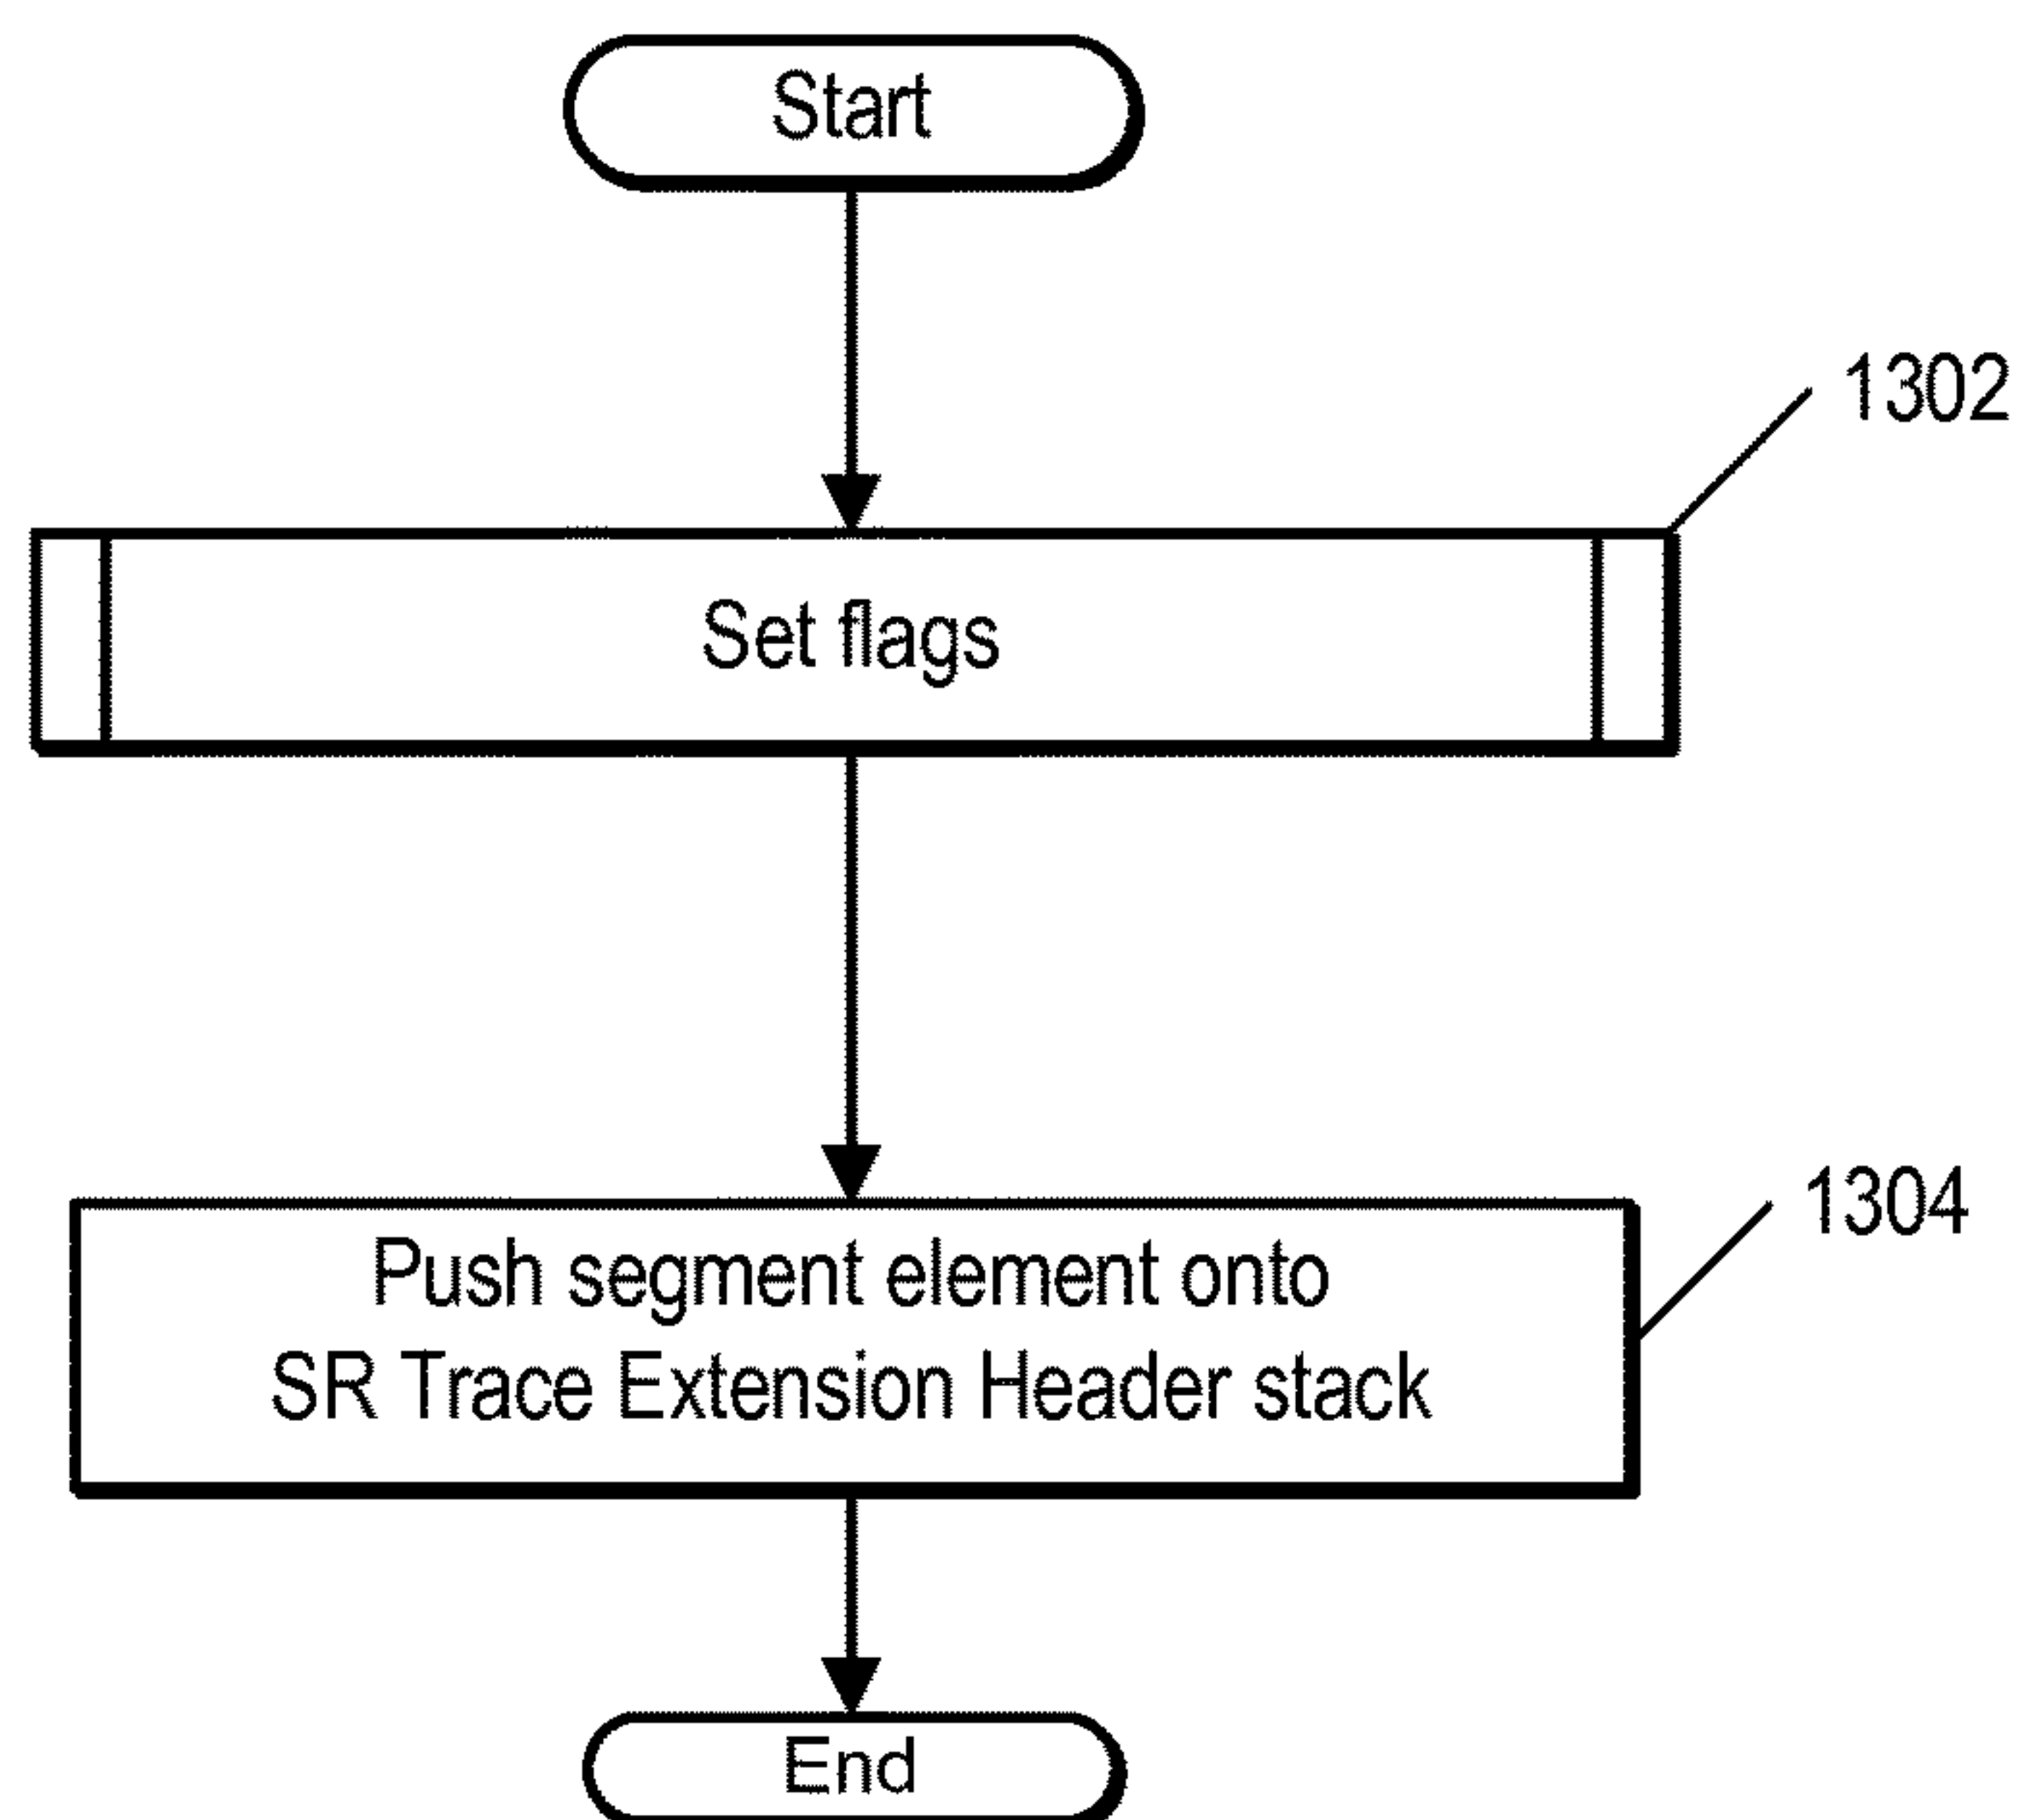 Start
1302
Set flags
1304
Push segment element onto
SR Trace Extension Header stack
End